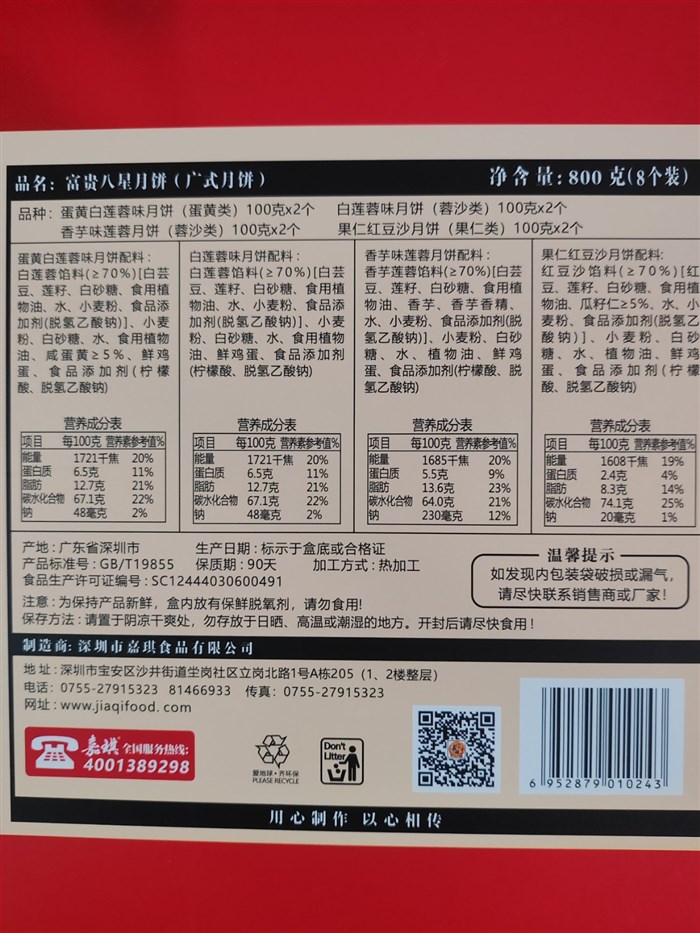 品名：富贵八星月饼（广式月饼）
净含量：800克(8个装)
品种：蛋黄白莲蓉味月饼（蛋黄类）100克x2个 白莲蓉味月饼（蓉沙类）100克x2个
香芋味莲蓉月饼（蓉沙类）100克x2个 果仁红豆沙月饼（果仁类）100克x2个
蛋黄白莲蓉味月饼配料：
白莲蓉馅料(≥70%)[白芸
豆、莲籽、白砂糖、食用植
物油、水、小麦粉、食品添
加剂(脱氢乙酸钠)]、小麦
粉、白砂糖、水、食用植物
油、咸蛋黄≥5%、鲜鸡
蛋、食品添加剂(柠檬
酸、脱氢乙酸钠)
营养成分表
项目 每100克 营养素参考值%
能量 1721千焦 20%
蛋白质 6.5克 11%
脂肪 12.7克 21%
碳水化合物 67.1克 22%
钠 48毫克 2%
白莲蓉味月饼配料：
白莲蓉馅料(≥70%)[白芸
豆、莲籽、白砂糖、食用植
物油、水、小麦粉、食品添
加剂(脱氢乙酸钠)]、小麦
粉、白砂糖、水、食用植物
油、鲜鸡蛋、食品添加剂
(柠檬酸、脱氢乙酸钠)
营养成分表
项目 每100克 营养素参考值%
能量 1721千焦 20%
蛋白质 6.5克 11%
脂肪 12.7克 21%
碳水化合物 67.1克 22%
钠 48毫克 2%
香芋味莲蓉月饼配料：
香芋莲蓉馅料(≥70%)[白芸
豆、莲籽、白砂糖、食用植
物油、香芋、香芋香精、
水、小麦粉、食品添加剂(脱
氢乙酸钠)]、小麦粉、白砂
糖、水、植物油、鲜鸡
蛋、食品添加剂(柠檬酸、脱
氢乙酸钠)
营养成分表
项目 每100克 营养素参考值%
能量 1685千焦 20%
蛋白质 5.5克 9%
脂肪 13.6克 23%
碳水化合物 64.0克 21%
钠 230毫克 12%
果仁红豆沙月饼配料：
红豆沙馅料(≥70%)[红
豆、莲籽、白砂糖、食用植
物油、瓜籽仁≥5%、水、小
麦粉、食品添加剂(脱氢乙
酸钠)]、小麦粉、白砂
糖、水、植物油、鲜鸡
蛋、食品添加剂(柠檬
酸、脱氢乙酸钠)
营养成分表
项目 每100克 营养素参考值%
能量 1608千焦 19%
蛋白质 2.4克 4%
脂肪 8.3克 14%
碳水化合物 74.1克 25%
钠 20毫克 1%
产地：广东省深圳市 生产日期：标示于盒底或合格证
产品标准号：GB/T19855 保质期：90天 加工方式：热加工
食品生产许可证编号：SC12444030600491
注意：为保持产品新鲜，盒内放有保鲜脱氧剂，请勿食用!
保存方法：请置于阴凉干爽处，勿存放于日晒、高温或潮湿的地方。开封后请尽快食用！
温馨提示
如发现内包装袋破损或漏气，
请尽快联系销售商或厂家！
制造商：深圳市嘉琪食品有限公司
地址：深圳市宝安区沙井街道坣岗社区立岗北路1号A栋205（1、2楼整层）
电话：0755-27915323 81466933 传真：0755-27915323
网址：www.jiaqifood.com
嘉琪 全国服务热线：
4001389298
爱地球·齐环保
PLEASE RECYCLE
Don't
Litter
6 952879 010243
用心制作 以心相传